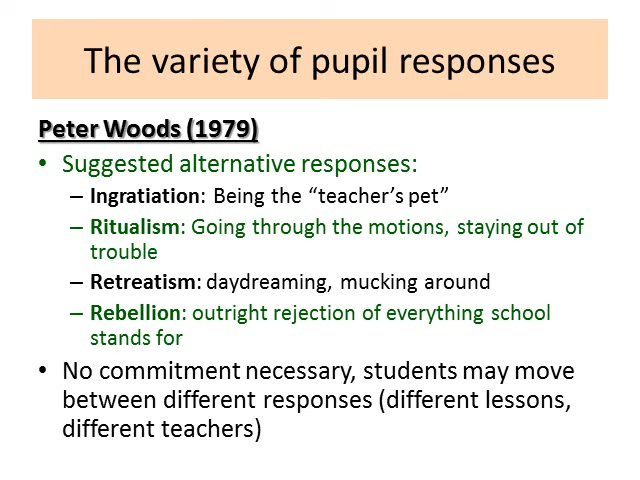 The variety of pupil responses
Peter Woods (1979)
• Suggested alternative responses:
– Ingratiation: Being the “teacher’s pet”
– Ritualism: Going through the motions, staying out of
trouble
– Retreatism: daydreaming, mucking around
– Rebellion: outright rejection of everything school
stands for
• No commitment necessary, students may move
between different responses (different lessons,
different teachers)